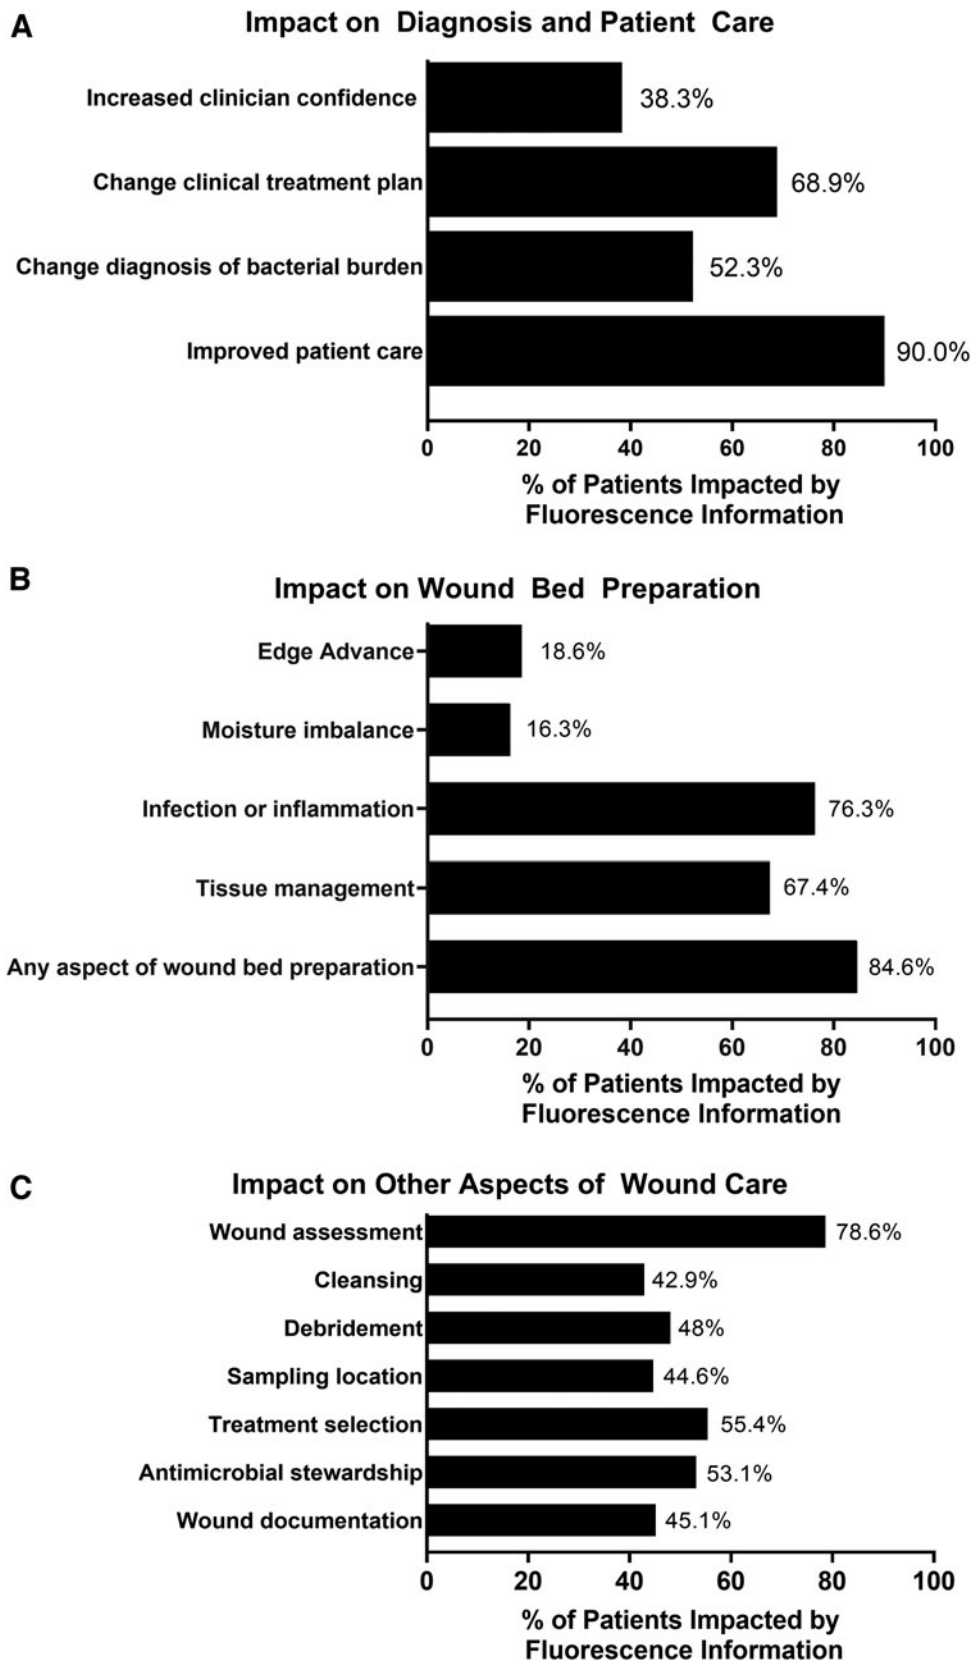 A
Impact on Diagnosis and Patient Care
Increased clinician confidence 38.3%
Change clinical treatment plan 68.9%
Change diagnosis of bacterial burden 52.3%
Improved patient care 90.0%
0 20 40 60 80 100
% of Patients Impacted by
Fluorescence Information
B
Impact on Wound Bed Preparation
Edge Advance 18.6%
Moisture imbalance 16.3%
Infection or inflammation 76.3%
Tissue management 67.4%
Any aspect of wound bed preparation 84.6%
0 20 40 60 80 100
% of Patients Impacted by
Fluorescence Information
C
Impact on Other Aspects of Wound Care
Wound assessment 78.6%
Cleansing 42.9%
Debridement 48%
Sampling location 44.6%
Treatment selection 55.4%
Antimicrobial stewardship 53.1%
Wound documentation 45.1%
0 20 40 60 80 100
% of Patients Impacted by
Fluorescence Information